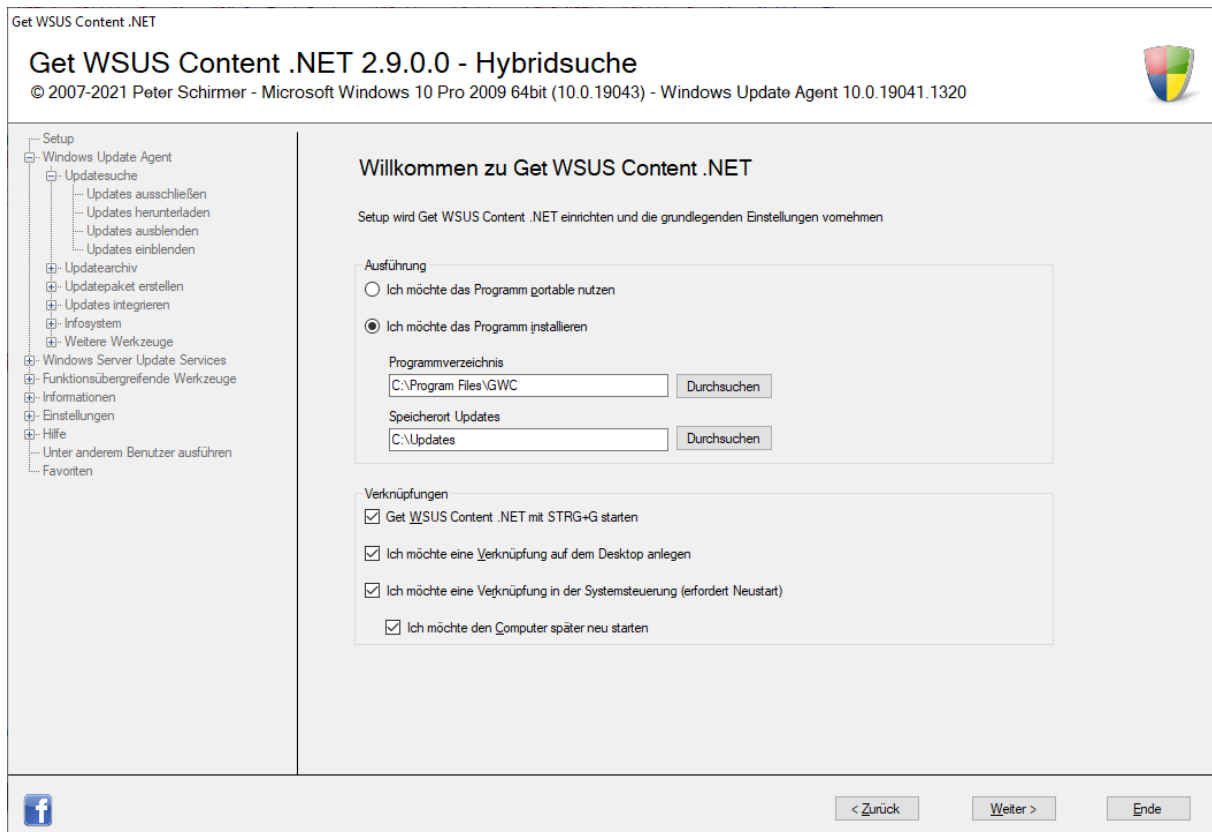 Get WSUS Content .NET
Get WSUS Content .NET 2.9.0.0 - Hybridsuche
© 2007-2021 Peter Schirmer - Microsoft Windows 10 Pro 2009 64bit (10.0.19043) - Windows Update Agent 10.0.19041.1320
Setup
Windows Update Agent
Updatesuche
Updates ausschließen
Updates herunterladen
Updates ausblenden
Updates einblenden
Updatearchiv
Updatepaket erstellen
Updates integrieren
Infosystem
Weitere Werkzeuge
Windows Server Update Services
Funktionsübergreifende Werkzeuge
Informationen
Einstellungen
Hilfe
Unter anderem Benutzer ausführen
Favoriten
Willkommen zu Get WSUS Content .NET
Setup wird Get WSUS Content .NET einrichten und die grundlegenden Einstellungen vornehmen
Ausführung
Ich möchte das Programm portable nutzen
Ich möchte das Programm installieren
Programmverzeichnis
C:\Program Files\GWC
Durchsuchen
Speicherort Updates
C:\Updates
Durchsuchen
Verknüpfungen
Get WSUS Content .NET mit STRG+G starten
Ich möchte eine Verknüpfung auf dem Desktop anlegen
Ich möchte eine Verknüpfung in der Systemsteuerung (erfordert Neustart)
Ich möchte den Computer später neu starten
f
< Zurück
Weiter >
Ende